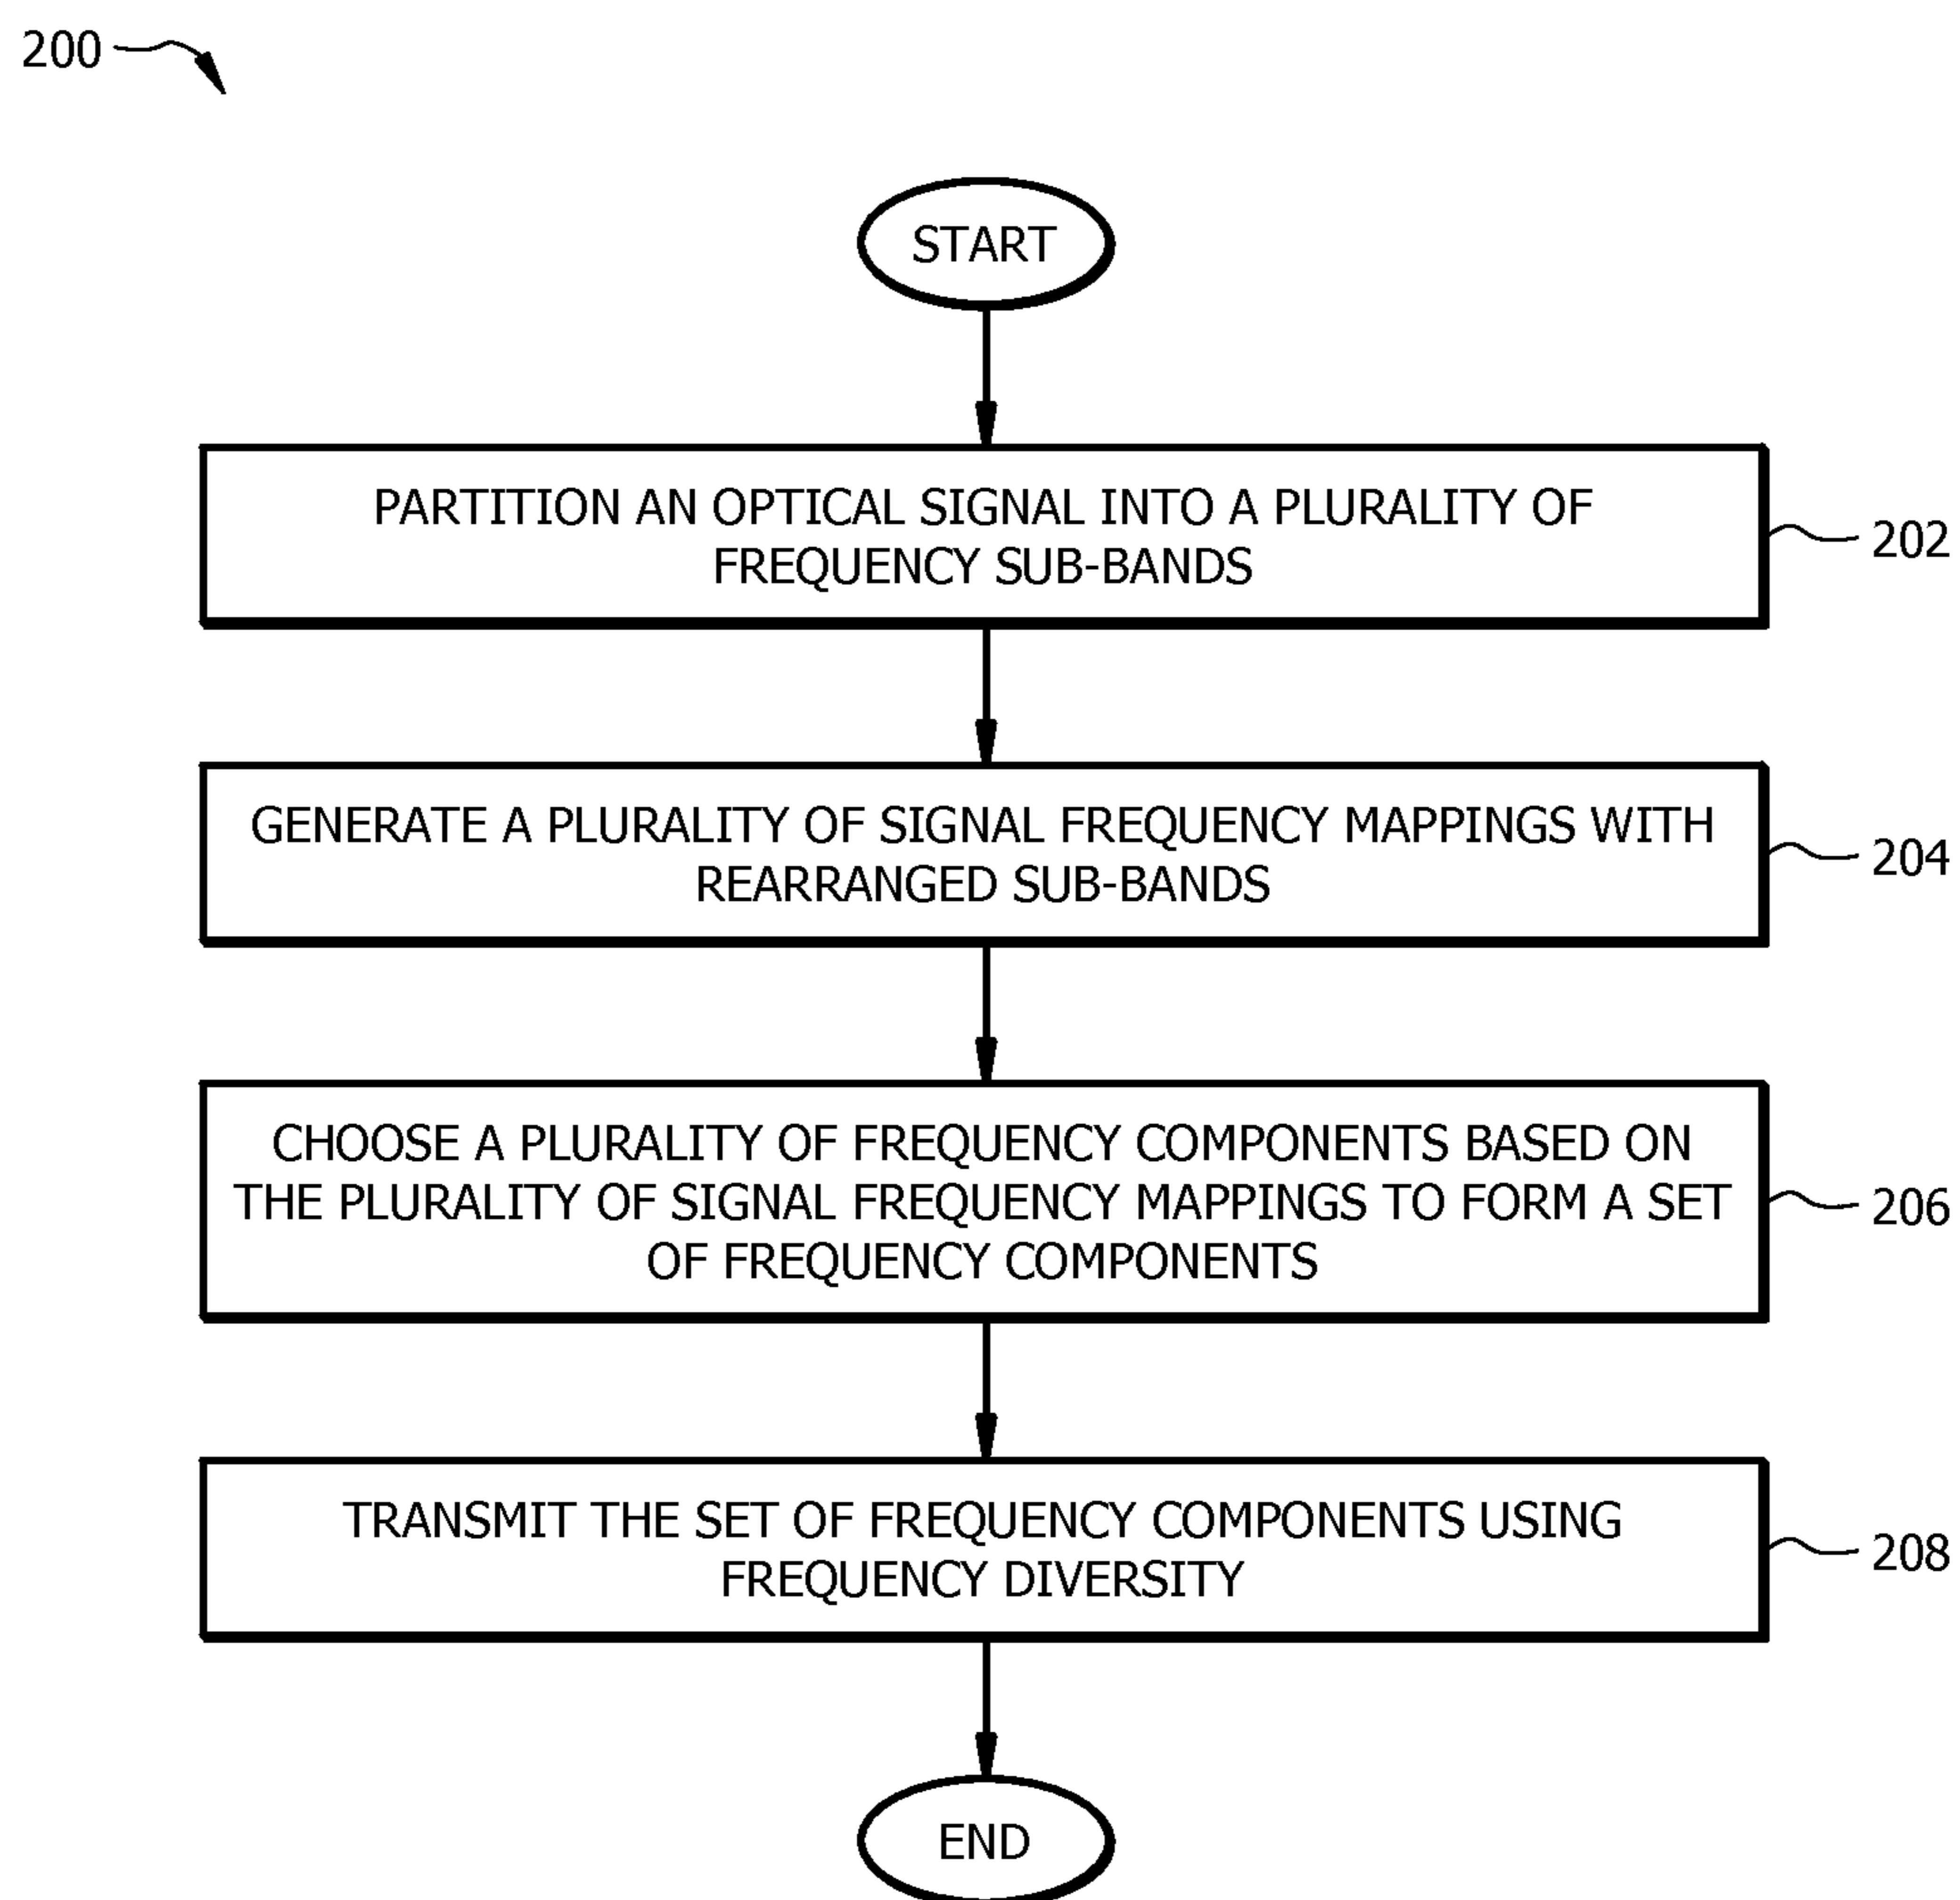 200
START
PARTITION AN OPTICAL SIGNAL INTO A PLURALITY OF
FREQUENCY SUB-BANDS
202
GENERATE A PLURALITY OF SIGNAL FREQUENCY MAPPINGS WITH
REARRANGED SUB-BANDS
204
CHOOSE A PLURALITY OF FREQUENCY COMPONENTS BASED ON
THE PLURALITY OF SIGNAL FREQUENCY MAPPINGS TO FORM A SET
OF FREQUENCY COMPONENTS
206
TRANSMIT THE SET OF FREQUENCY COMPONENTS USING
FREQUENCY DIVERSITY
208
END